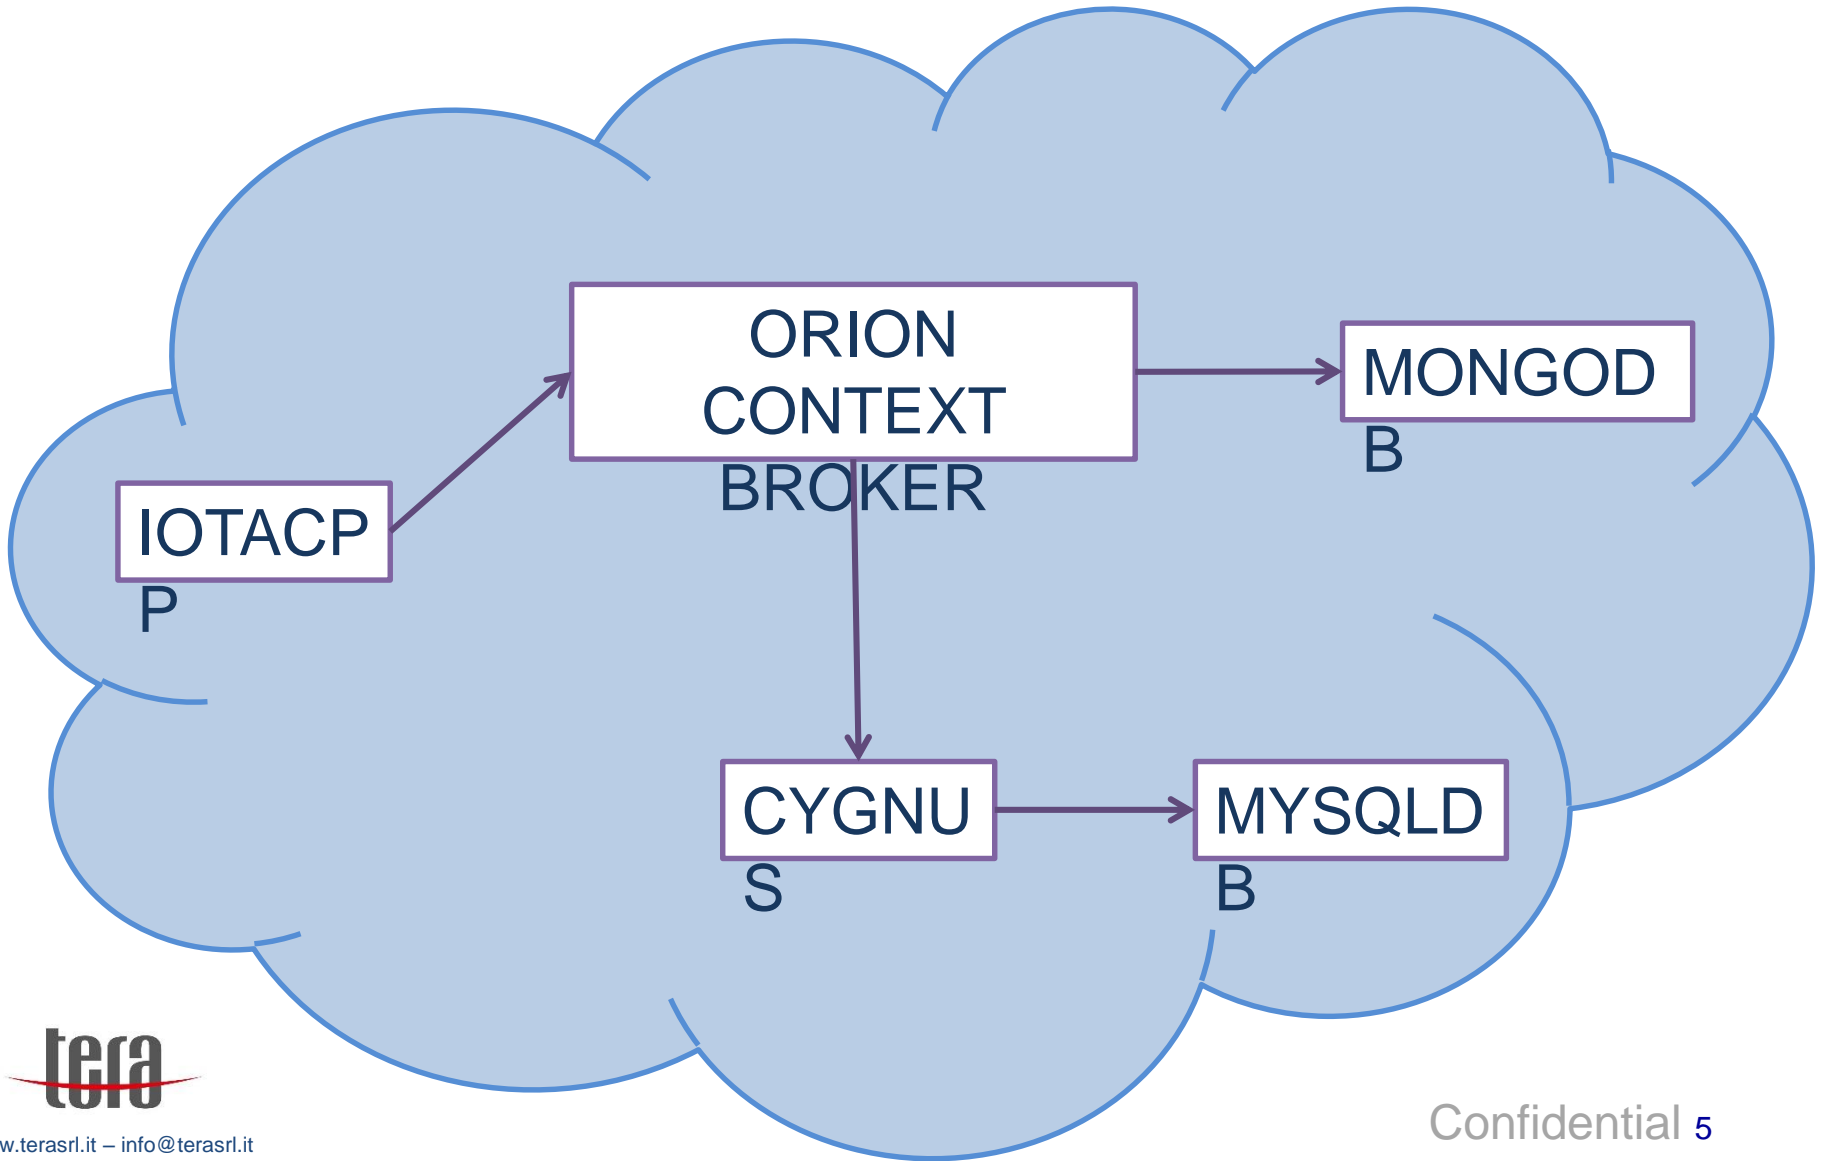 ORION
CONTEXT
BROKER
MONGOD
B
IOTACP
P
CYGNU
S
MYSQLD
B
tera
w.terasrl.it – info@terasrl.it
Confidential 5